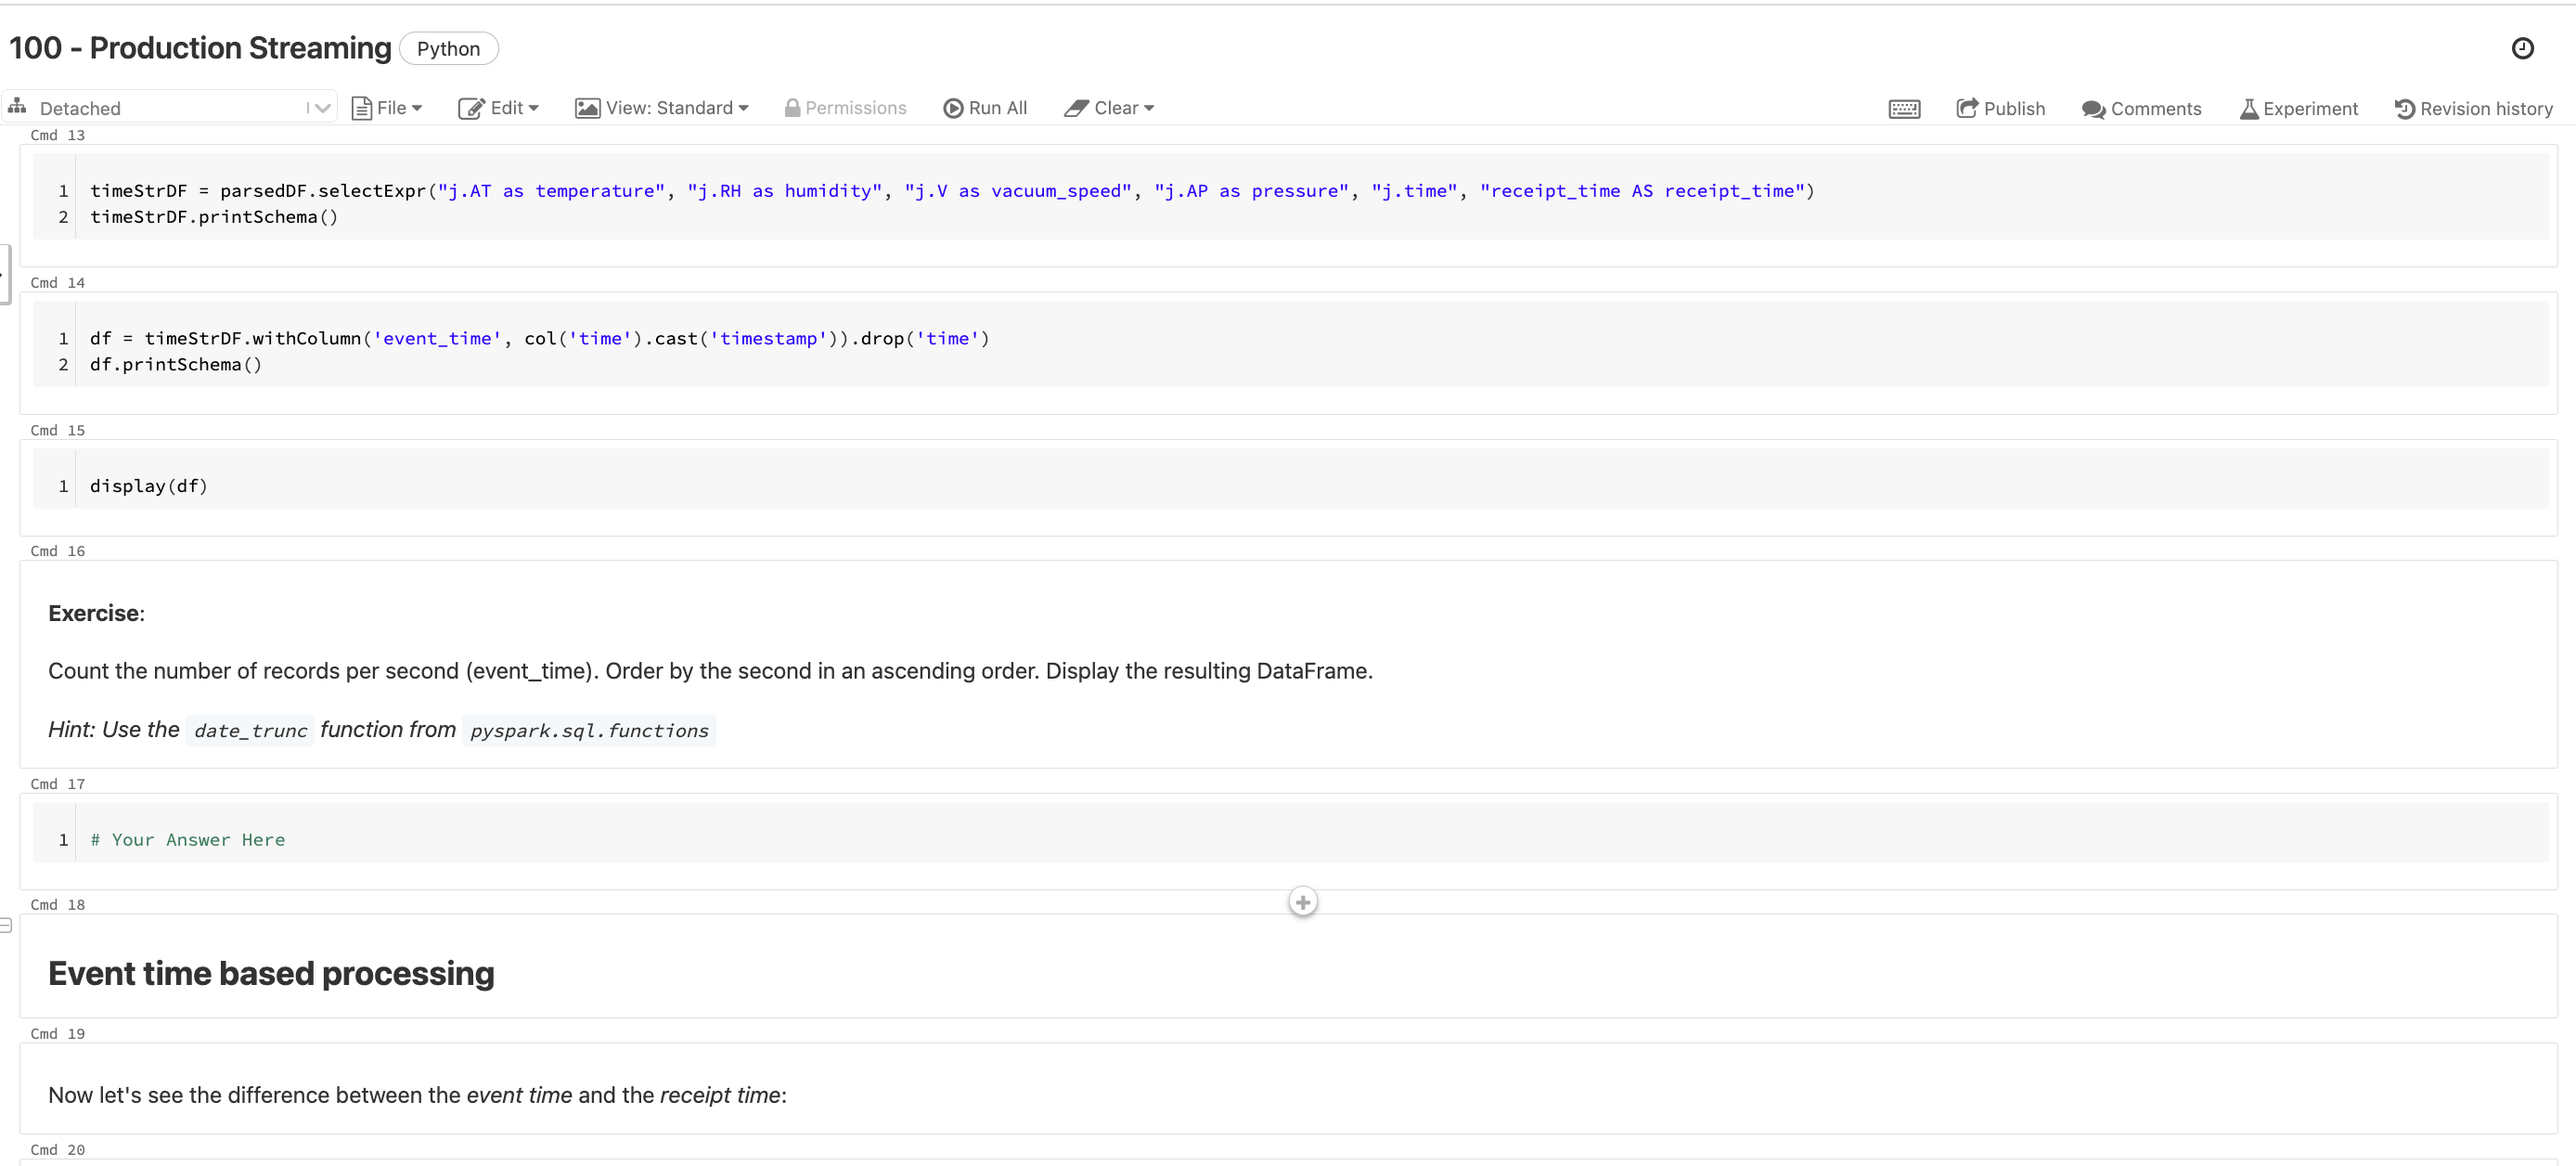 100 - Production Streaming Python
Detached File Edit View: Standard Permissions Run All Clear Publish Comments Experiment Revision history
Cmd 13
1 timeStrDF = parsedDF.selectExpr("j.AT as temperature", "j.RH as humidity", "j.V as vacuum_speed", "j.AP as pressure", "j.time", "receipt_time AS receipt_time")
2 timeStrDF.printSchema()
Cmd 14
1 df = timeStrDF.withColumn('event_time', col('time').cast('timestamp')).drop('time')
2 df.printSchema()
Cmd 15
1 display(df)
Cmd 16
Exercise:
Count the number of records per second (event_time). Order by the second in an ascending order. Display the resulting DataFrame.
Hint: Use the date_trunc function from pyspark.sql.functions
Cmd 17
1 # Your Answer Here
Cmd 18
Event time based processing
Cmd 19
Now let's see the difference between the event time and the receipt time:
Cmd 20